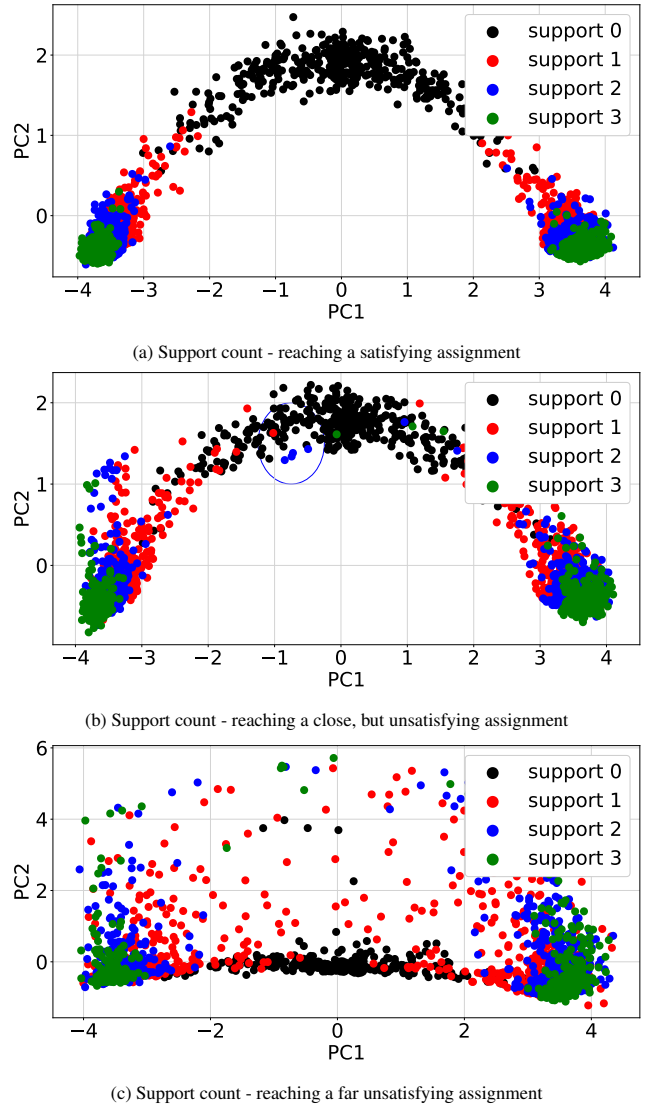 2
1
0
PC2
support 0
support 1
support 2
support 3
−4 −3 −2 −1 0 1 2 3 4
PC1
(a) Support count - reaching a satisfying assignment
2
1
0
PC2
support 0
support 1
support 2
support 3
−4 −3 −2 −1 0 1 2 3 4
PC1
(b) Support count - reaching a close, but unsatisfying assignment
6
4
2
0
PC2
support 0
support 1
support 2
support 3
−4 −2 0 2 4
PC1
(c) Support count - reaching a far unsatisfying assignment